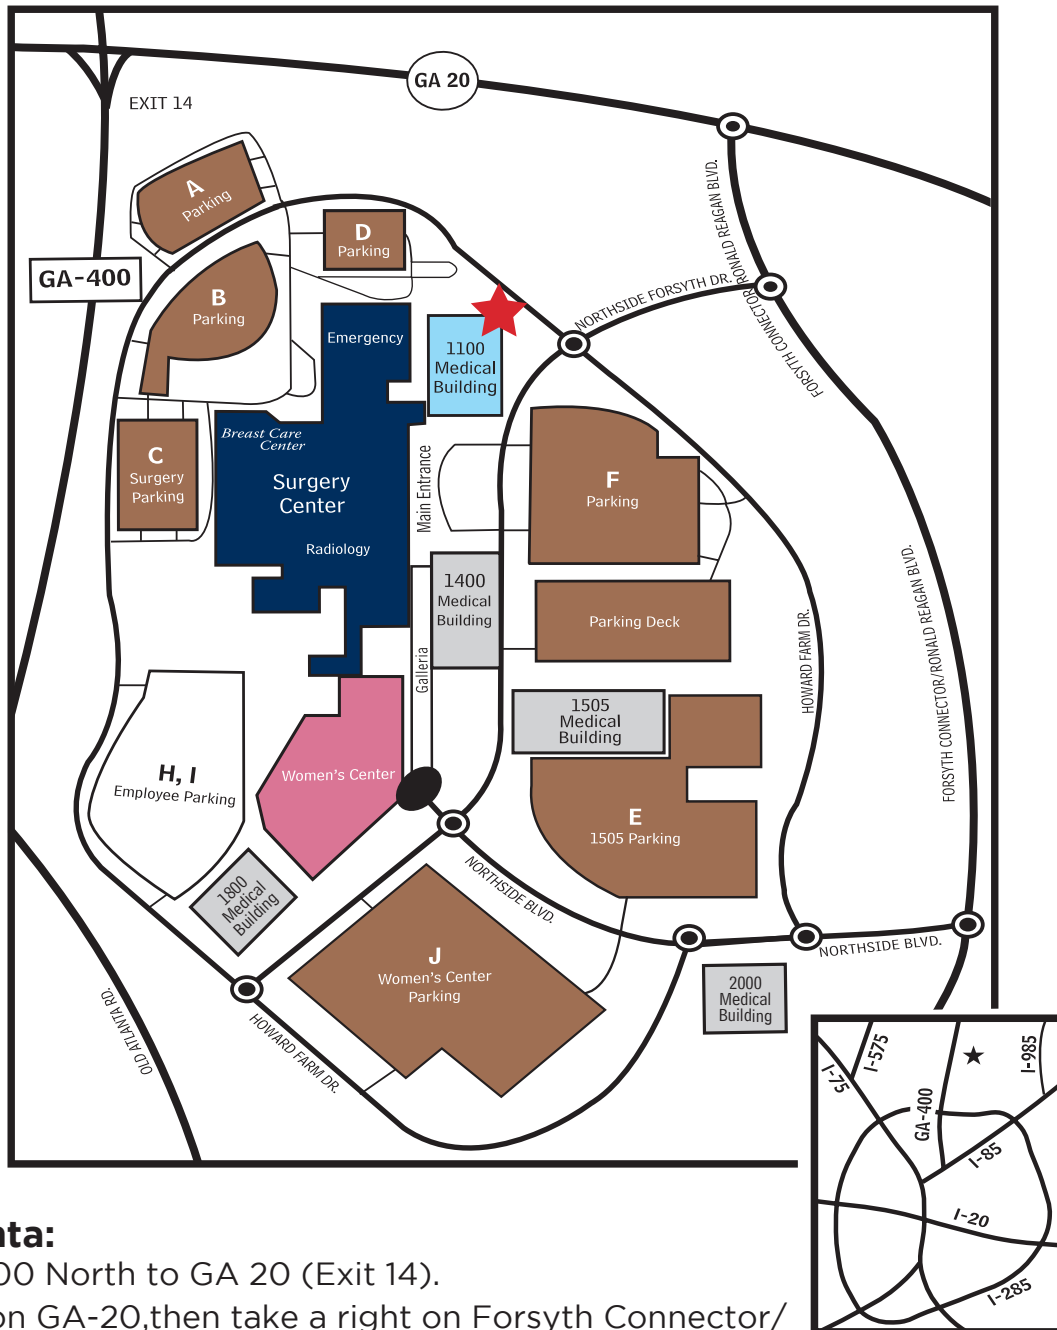 GA 20
EXIT 14
A
Parking
D
Parking
GA-400
B
Parking
RONALD REAGAN BLVD.
FORSYTH CONNECTOR/
NORTHSIDE FORSYTH DR.
Emergency
1100
Medical
Building
Breast Care
Center
C
Surgery
Parking
Surgery
Center
Main Entrance
F
Parking
Radiology
1400
Medical
Building
Parking Deck
HOWARD FARM DR.
FORSYTH CONNECTOR/RONALD REAGAN BLVD.
Galleria
1505
Medical
Building
H, I
Employee Parking
Women's Center
E
1505 Parking
1800
Medical
Building
NORTHSIDE BLVD.
NORTHSIDE BLVD.
J
Women's Center
Parking
2000
Medical
Building
OLD ATLANTA RD.
HOWARD FARM DR.
I-75
I-575
I-985
GA-400
I-85
I-20
I-285
nta:
00 North to GA 20 (Exit 14).
on GA-20,then take a right on Forsyth Connector/